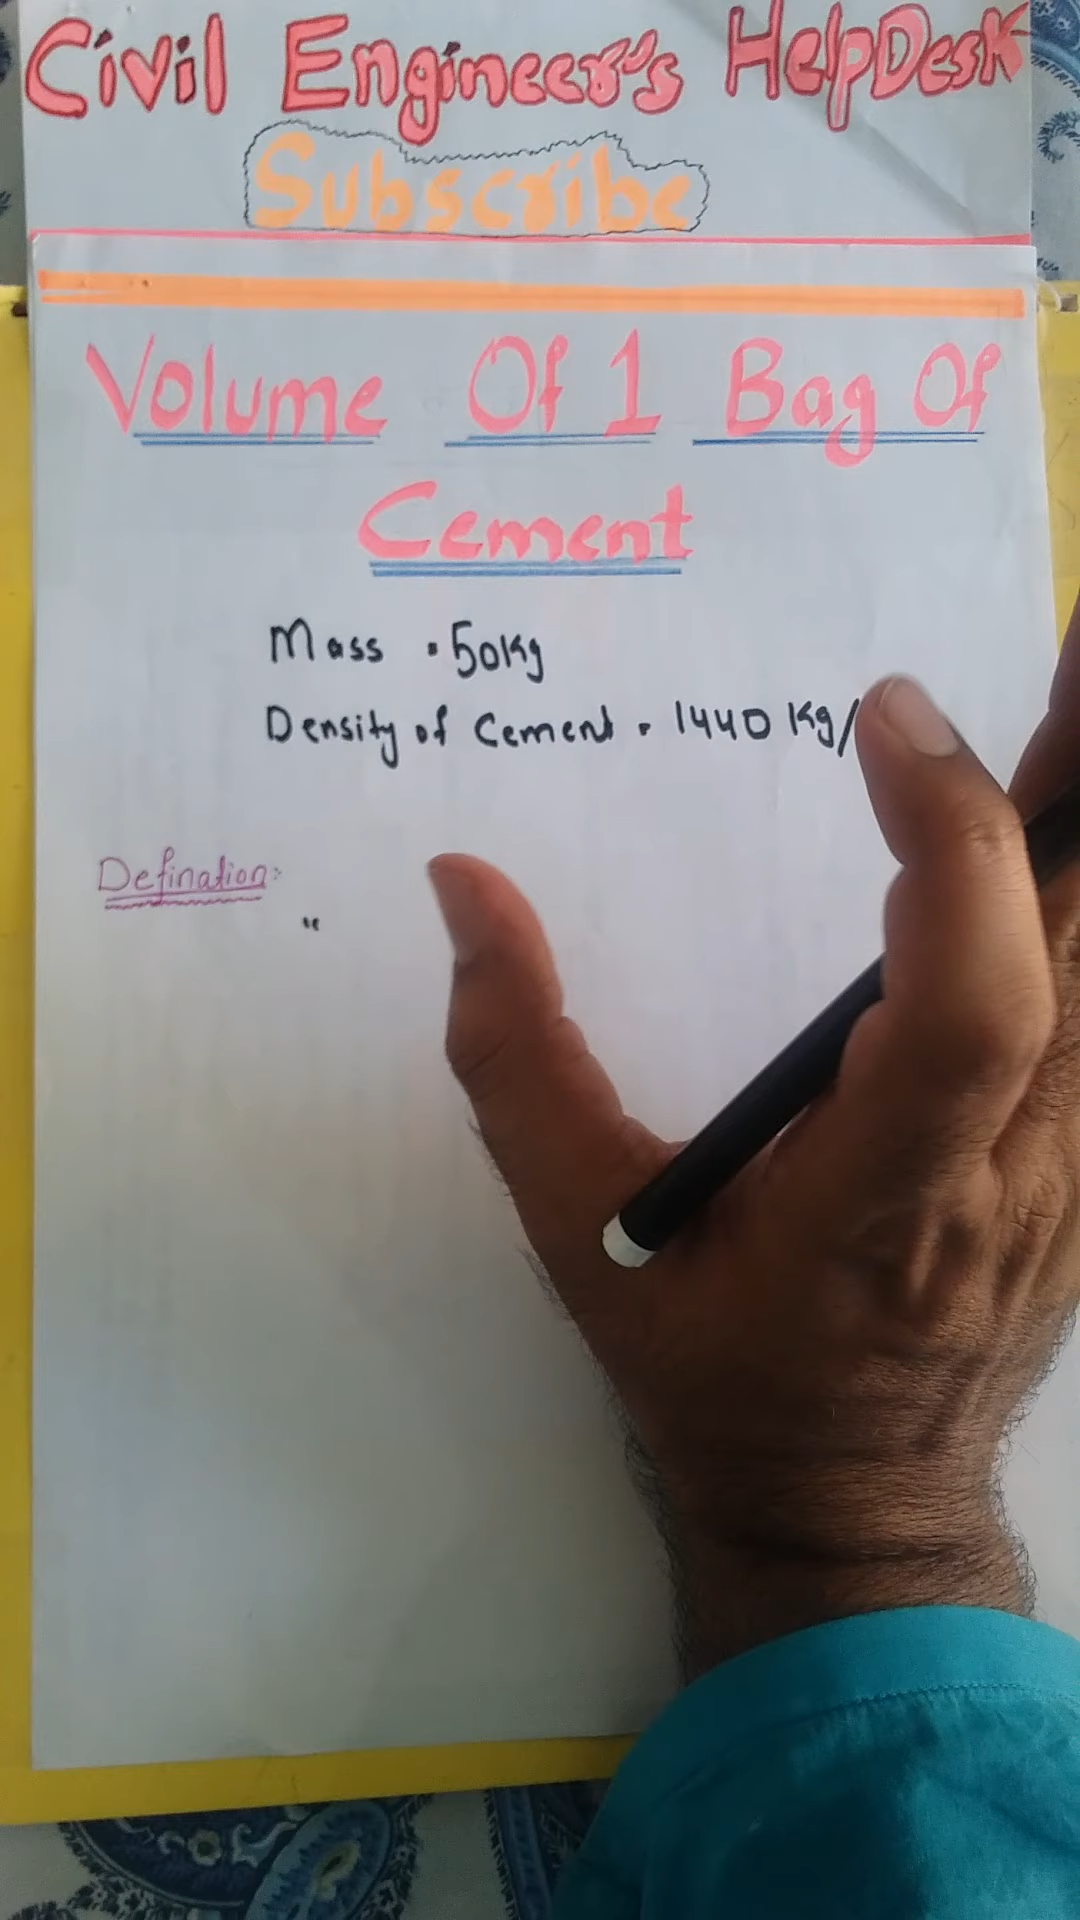 Civil Engineer's HelpDesk
Subscribe
Volume Of 1 Bag Of
Cement
Mass = 50Kg
Density of Cement = 1440 Kg/
Defination:
"